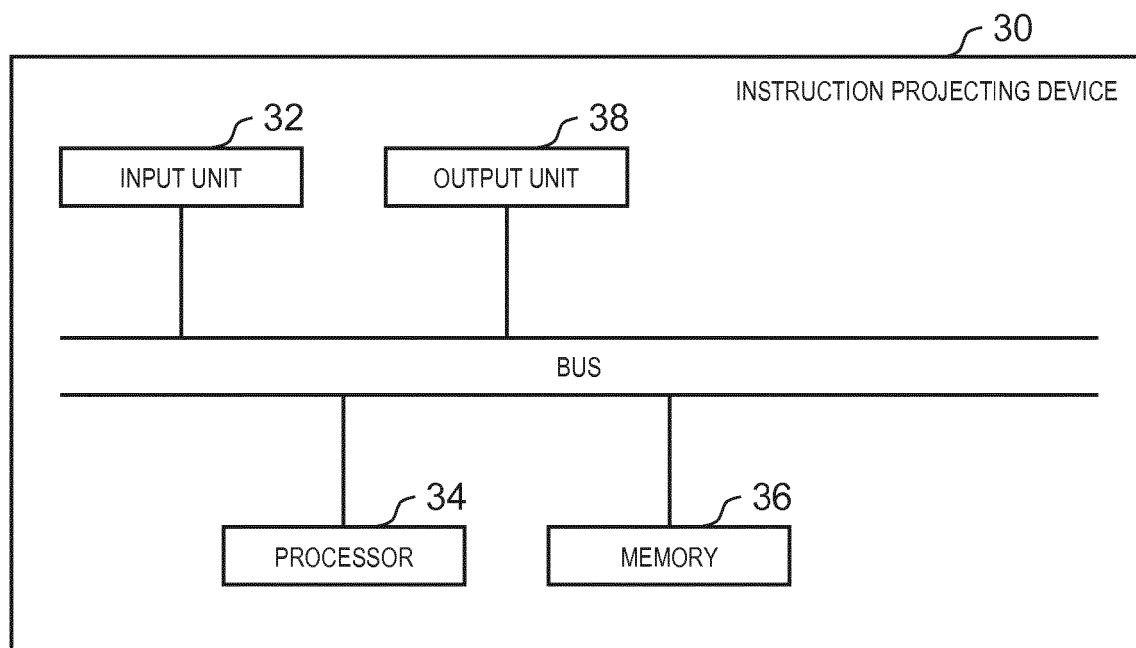 30
INSTRUCTION PROJECTING DEVICE
32
38
INPUT UNIT
OUTPUT UNIT
BUS
34
36
PROCESSOR
MEMORY